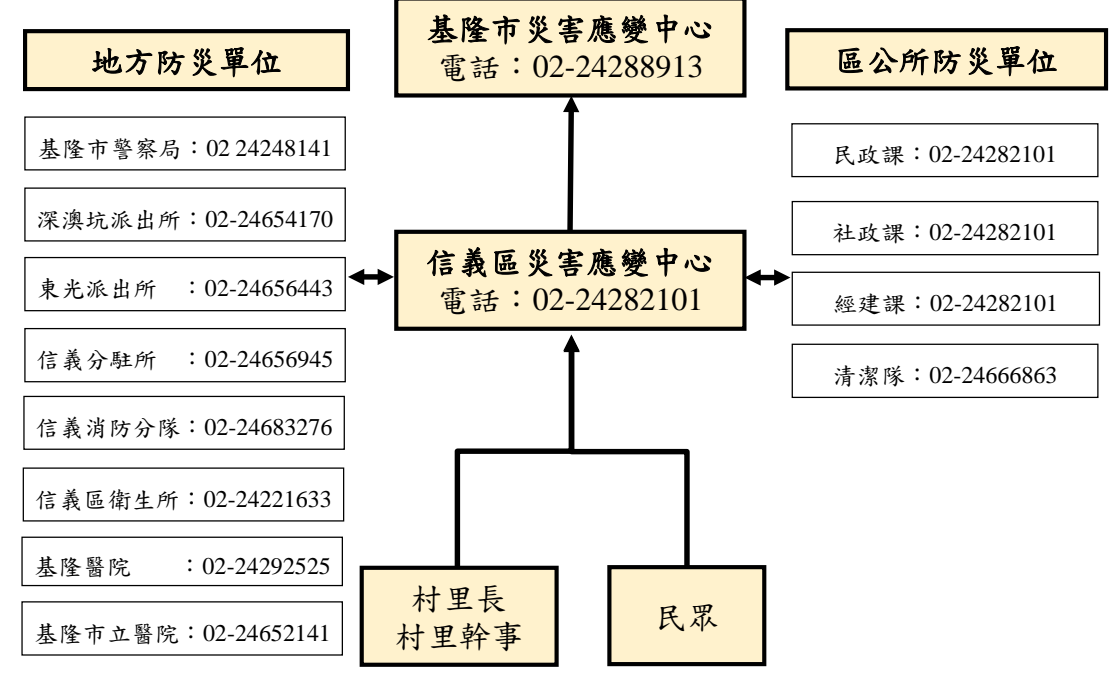 基隆市災害應變中心
電話：02-24288913
地方防災單位
基隆市警察局：02 24248141
深澳坑派出所：02-24654170
東光派出所　：02-24656443
信義分駐所　：02-24656945
信義消防分隊：02-24683276
信義區衛生所：02-24221633
基隆醫院　　：02-24292525
基隆市立醫院：02-24652141
信義區災害應變中心
電話：02-24282101
村里長
村里幹事
民眾
區公所防災單位
民政課：02-24282101
社政課：02-24282101
經建課：02-24282101
清潔隊：02-24666863